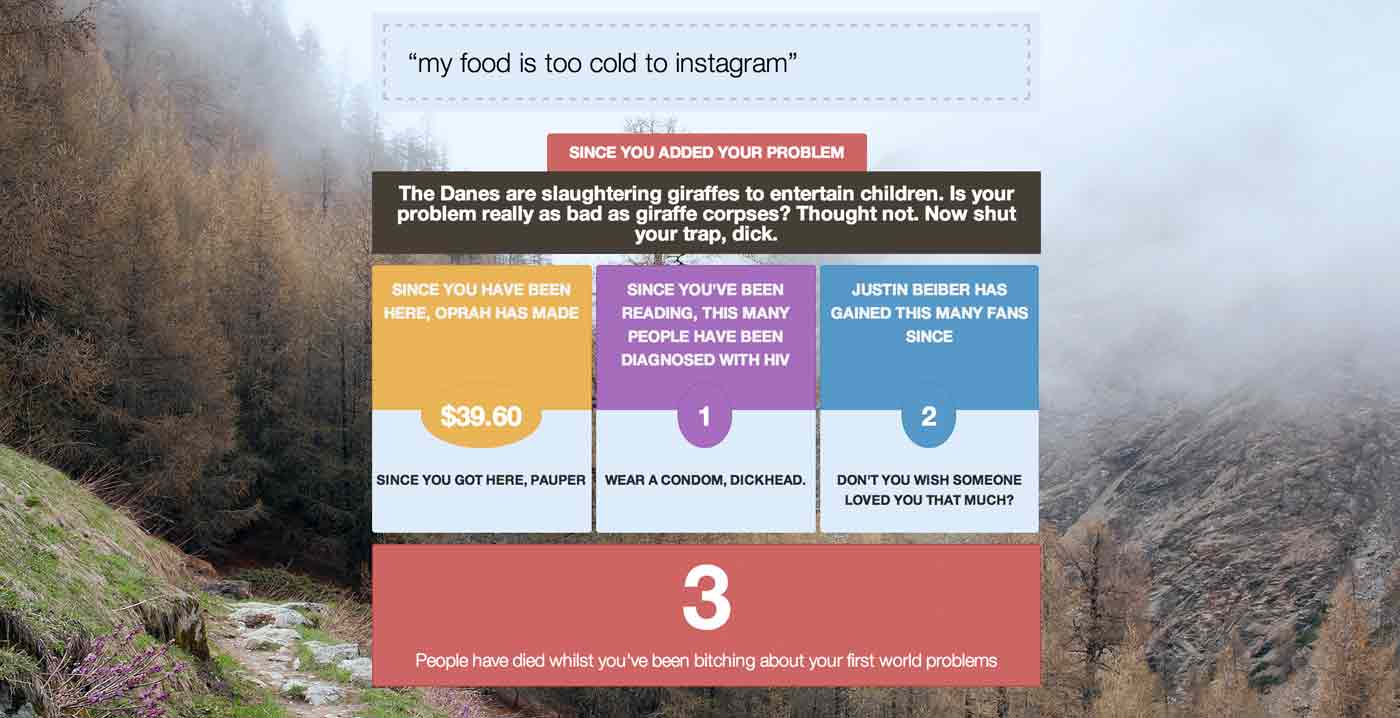 “my food is too cold to instagram”
SINCE YOU ADDED YOUR PROBLEM
The Danes are slaughtering giraffes to entertain children. Is your
problem really as bad as giraffe corpses? Thought not. Now shut
your trap, dick.
SINCE YOU HAVE BEEN
HERE, OPRAH HAS MADE
$39.60
SINCE YOU GOT HERE, PAUPER
SINCE YOU'VE BEEN
READING, THIS MANY
PEOPLE HAVE BEEN
DIAGNOSED WITH HIV
1
WEAR A CONDOM, DICKHEAD.
JUSTIN BEIBER HAS
GAINED THIS MANY FANS
SINCE
2
DON'T YOU WISH SOMEONE
LOVED YOU THAT MUCH?
3
People have died whilst you've been bitching about your first world problems